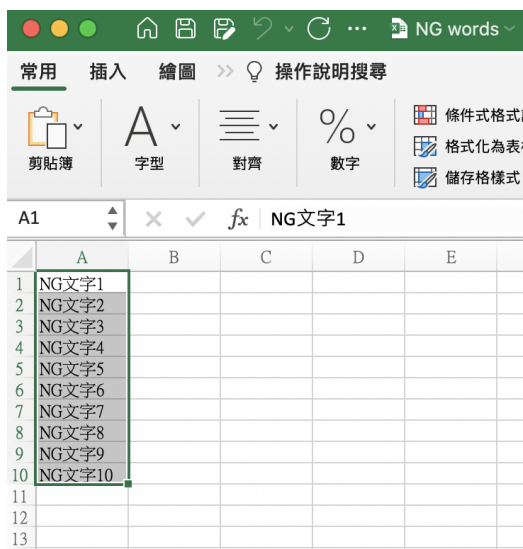 NG words
常用 插入 繪圖 >> 操作說明搜尋
剪貼簿 字型 對齊 % 數字
條件式格式
格式化為表
儲存格樣式
A1 fx NG文字1
A B C D E
1 NG文字1
2 NG文字2
3 NG文字3
4 NG文字4
5 NG文字5
6 NG文字6
7 NG文字7
8 NG文字8
9 NG文字9
10 NG文字10
11
12
13